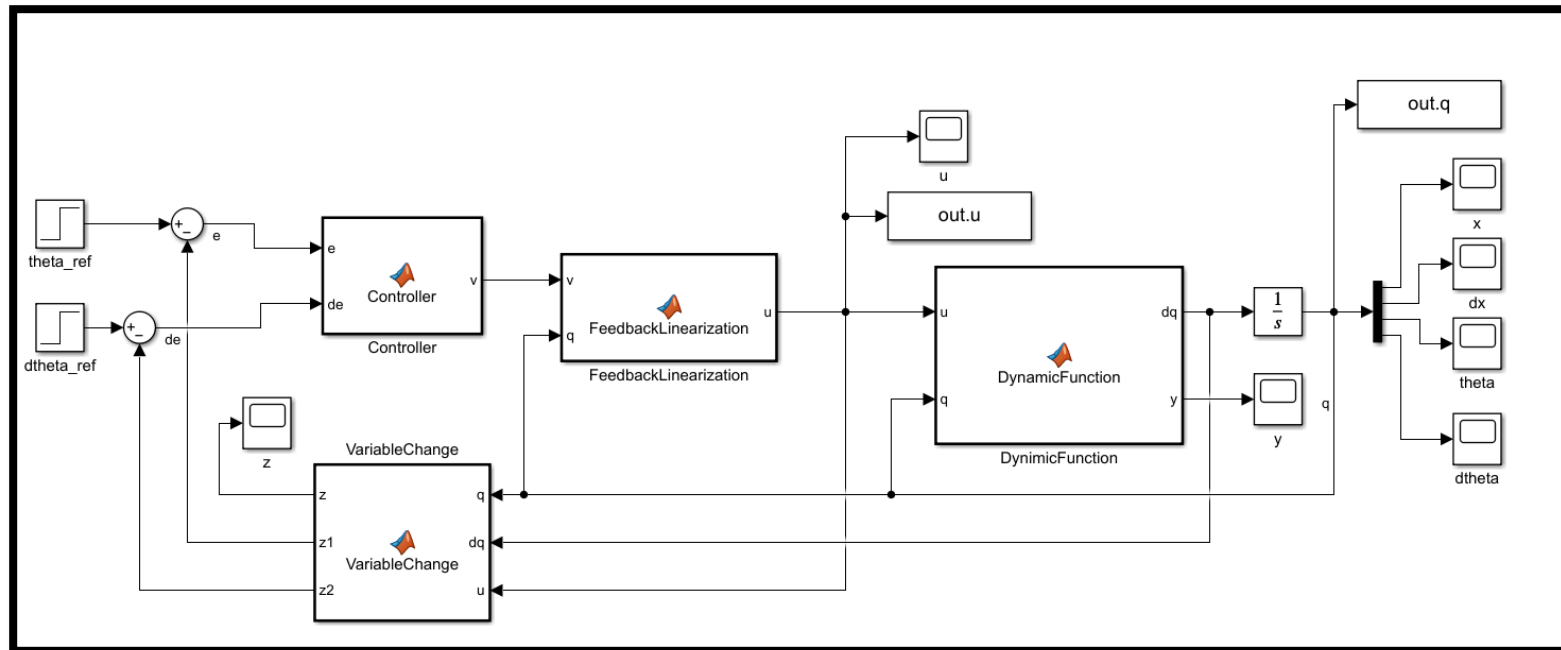 out.q
u
x
out.u
theta_ref
+
−
e
e
de
v
Controller
Controller
dx
dtheta_ref
+
−
de
v
q
u
FeedbackLinearization
FeedbackLinearization
u
q
dq
y
DynamicFunction
DynimicFunction
1
s
theta
y
q
dtheta
z
VariableChange
z
z1
z2
q
dq
u
VariableChange